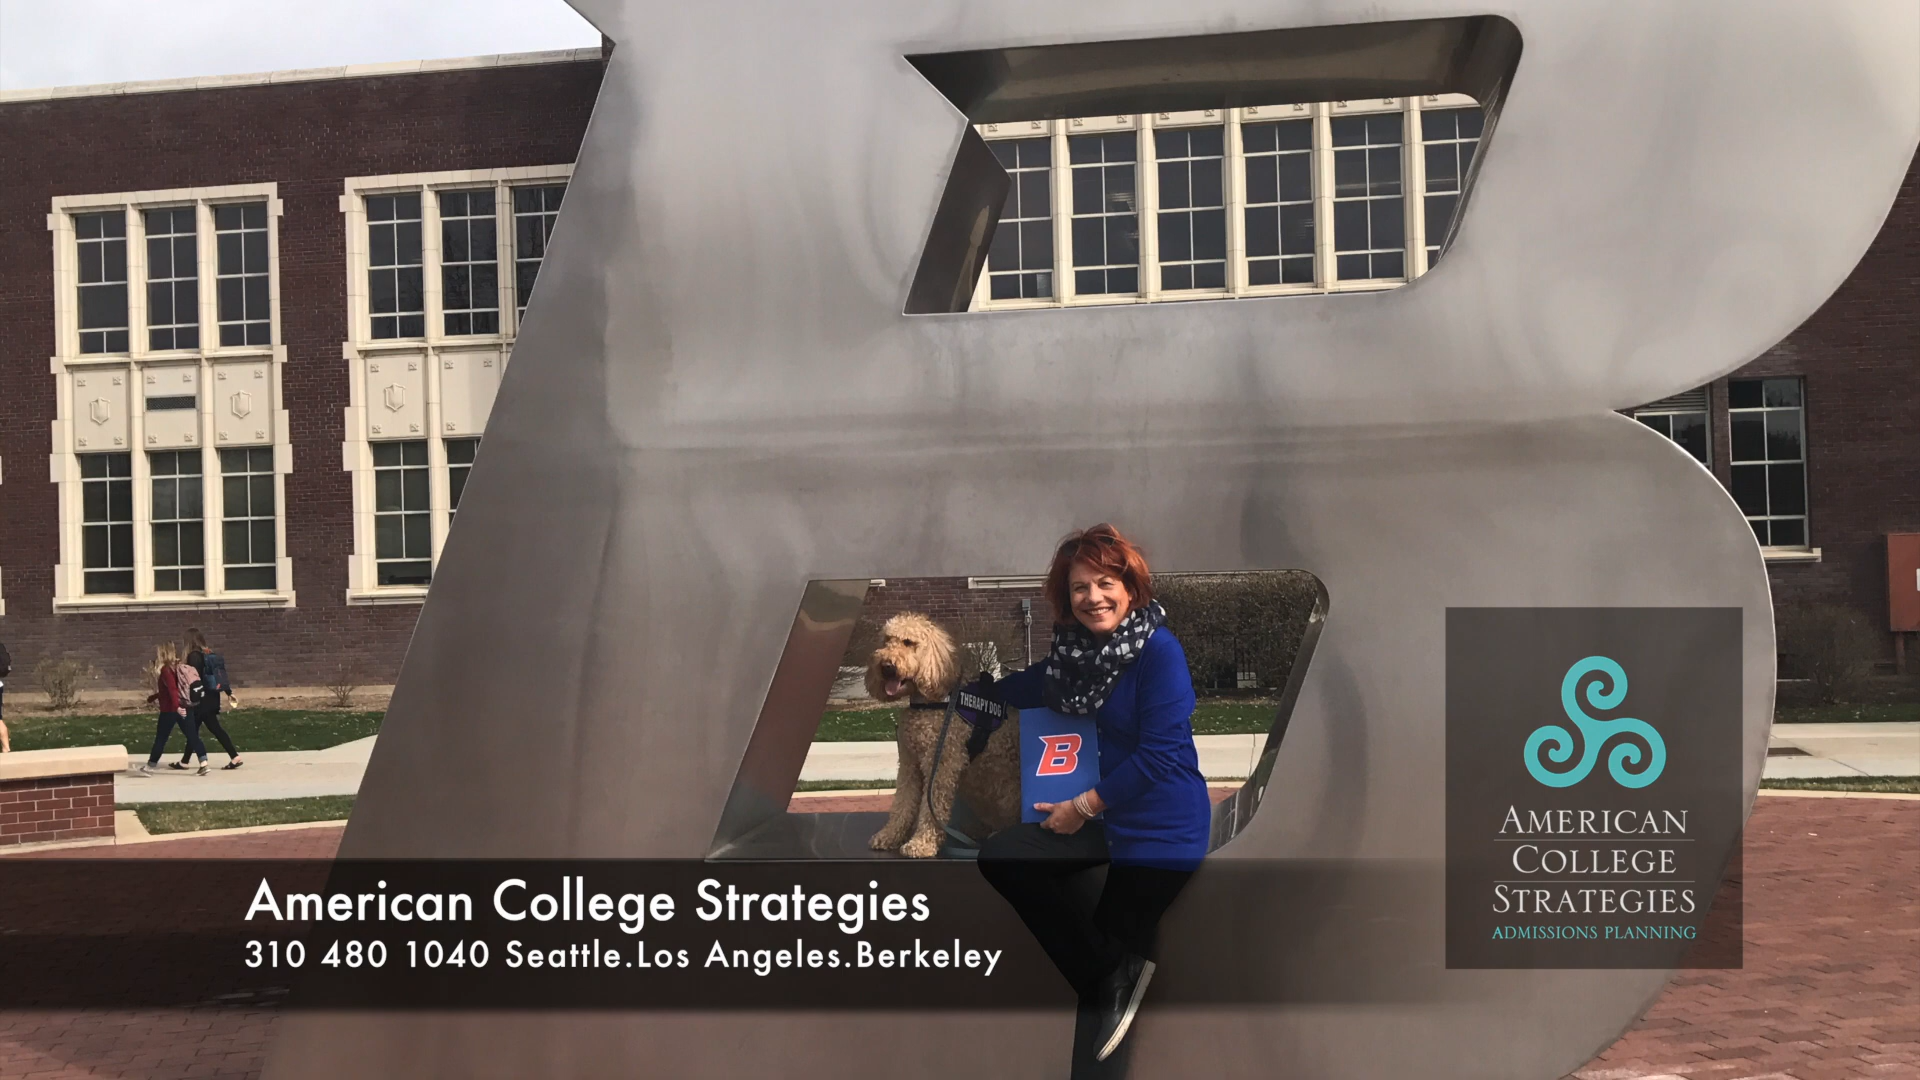 THERAPY DOG
B
American College Strategies
310 480 1040 Seattle.Los Angeles.Berkeley
AMERICAN
COLLEGE
STRATEGIES
ADMISSIONS PLANNING